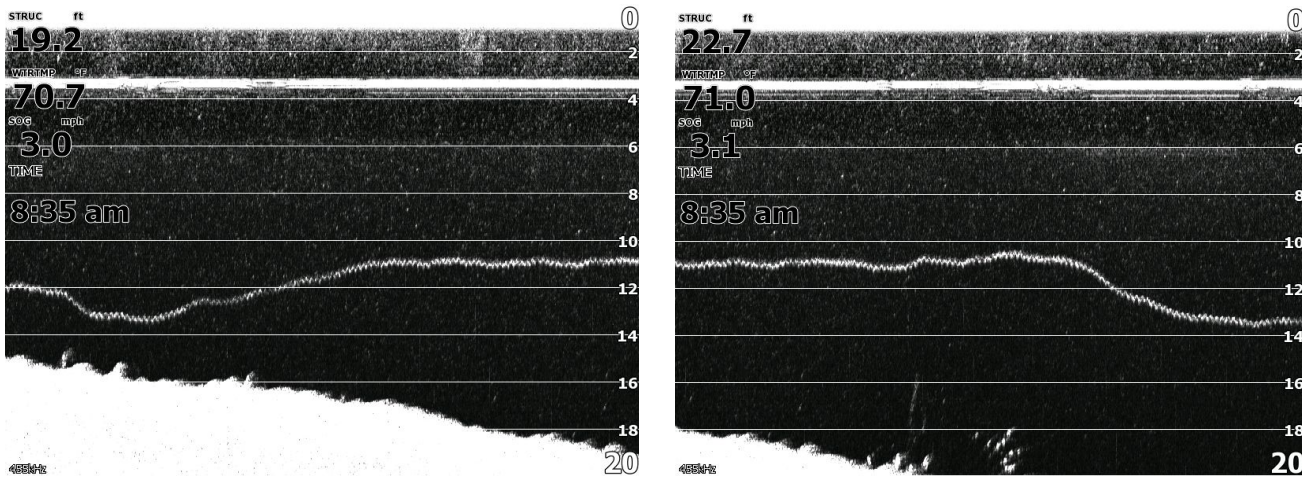 STRUC ft
19.2
WTRTMP °F
70.7
SOG mph
3.0
TIME
8:35 am
0
2
4
6
8
10
12
14
16
18
20
455kHz
STRUC ft
22.7
WTRTMP °F
71.0
SOG mph
3.1
TIME
8:35 am
0
2
4
6
8
10
12
14
16
18
20
455kHz